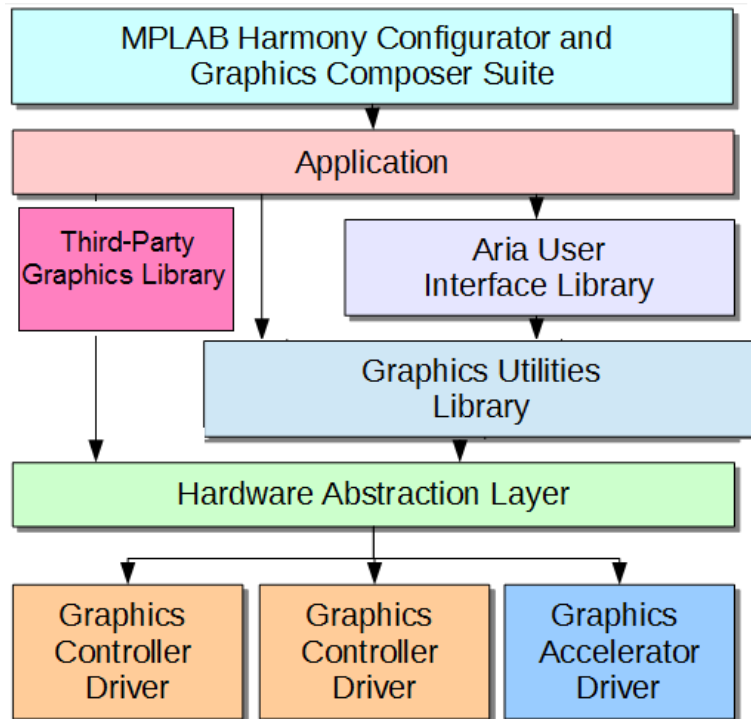 MPLAB Harmony Configurator and
Graphics Composer Suite
Application
Third-Party
Graphics Library
Aria User
Interface Library
Graphics Utilities
Library
Hardware Abstraction Layer
Graphics
Controller
Driver
Graphics
Controller
Driver
Graphics
Accelerator
Driver